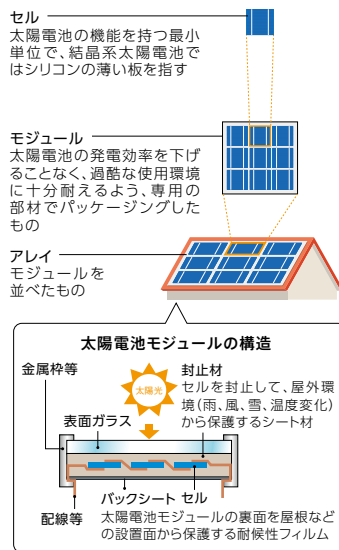 セル
太陽電池の機能を持つ最小
単位で、結晶系太陽電池で
はシリコンの薄い板を指す
モジュール
太陽電池の発電効率を下げ
ることなく、過酷な使用環境
に十分耐えるよう、専用の
部材でパッケージングした
もの
アレイ
モジュールを
並べたもの
太陽電池モジュールの構造
金属枠等
太陽光
封止材
セルを封止して、屋外環
境(雨、風、雪、温度変化)
から保護するシート材
表面ガラス
バックシート
セル
配線等
太陽電池モジュールの裏面を屋根など
の設置面から保護する耐候性フィルム